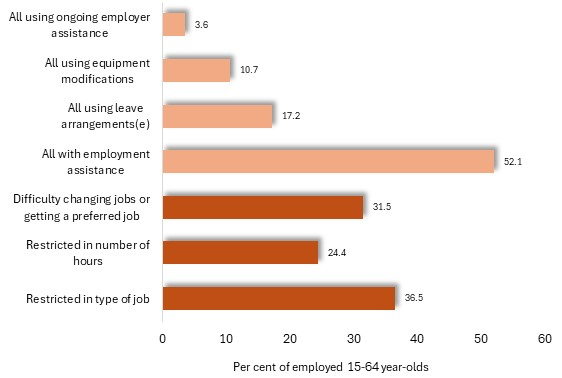 All using ongoing employer
assistance
3.6
All using equipment
modifications
10.7
All using leave
arrangements(e)
17.2
All with employment
assistance
52.1
Difficulty changing jobs or
getting a preferred job
31.5
Restricted in number of
hours
24.4
Restricted in type of job
36.5
0 10 20 30 40 50 60
Per cent of employed 15-64 year-olds